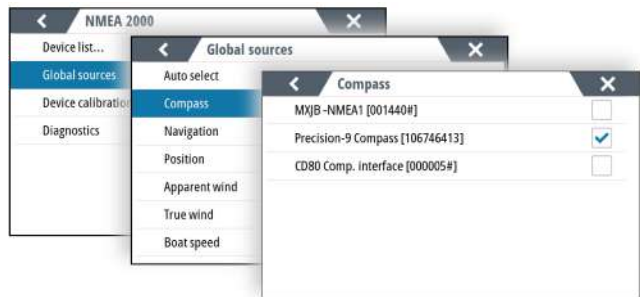 NMEA 2000
Device list...
Global sources
Device calibration
Diagnostics
Global sources
Auto select
Compass
Navigation
Position
Apparent wind
True wind
Boat speed
Compass
MXJB -NMEA1 [001440#]
Precision-9 Compass [106746413]
CD80 Comp. interface [000005#]